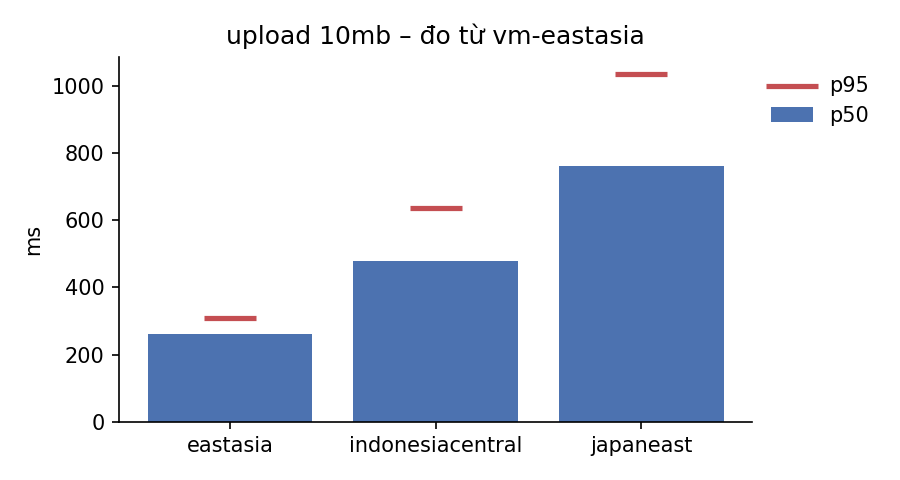 upload 10mb – đo từ vm-eastasia
1000
800
600
400
200
0
ms
eastasia
indonesiacentral
japaneast
p95
p50